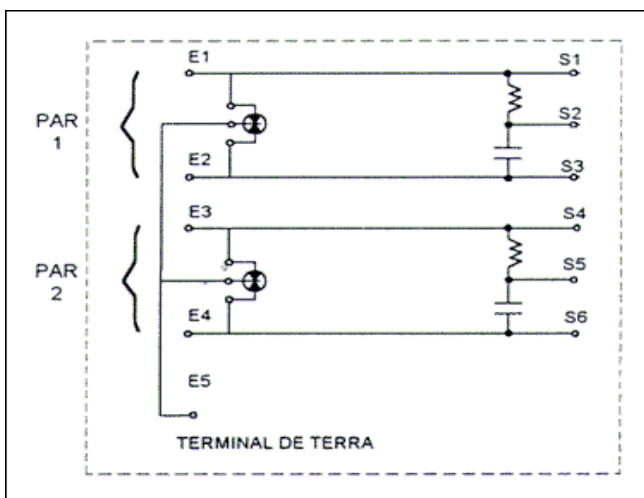 E1
S1
PAR
1
S2
E2
S3
E3
S4
PAR
2
S5
E4
S6
E5
TERMINAL DE TERRA